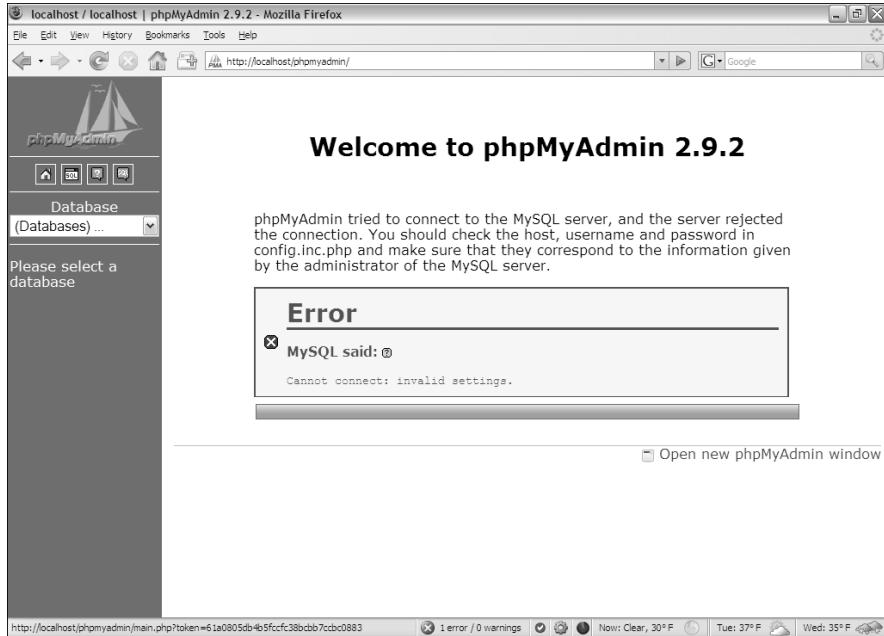 localhost / localhost | phpMyAdmin 2.9.2 - Mozilla Firefox
File Edit View History Bookmarks Tools Help
PMA http://localhost/phpmyadmin/ G Google
phpMyAdmin
SQL
Database
(Databases) ...
Please select a
database
Welcome to phpMyAdmin 2.9.2
phpMyAdmin tried to connect to the MySQL server, and the server rejected
the connection. You should check the host, username and password in
config.inc.php and make sure that they correspond to the information given
by the administrator of the MySQL server.
Error
MySQL said:
Cannot connect: invalid settings.
Open new phpMyAdmin window
http://localhost/phpmyadmin/main.php?token=61a0805db4b5fccfc38bcbb7ccbc0883 1 error / 0 warnings Now: Clear, 30° F Tue: 37° F Wed: 35° F